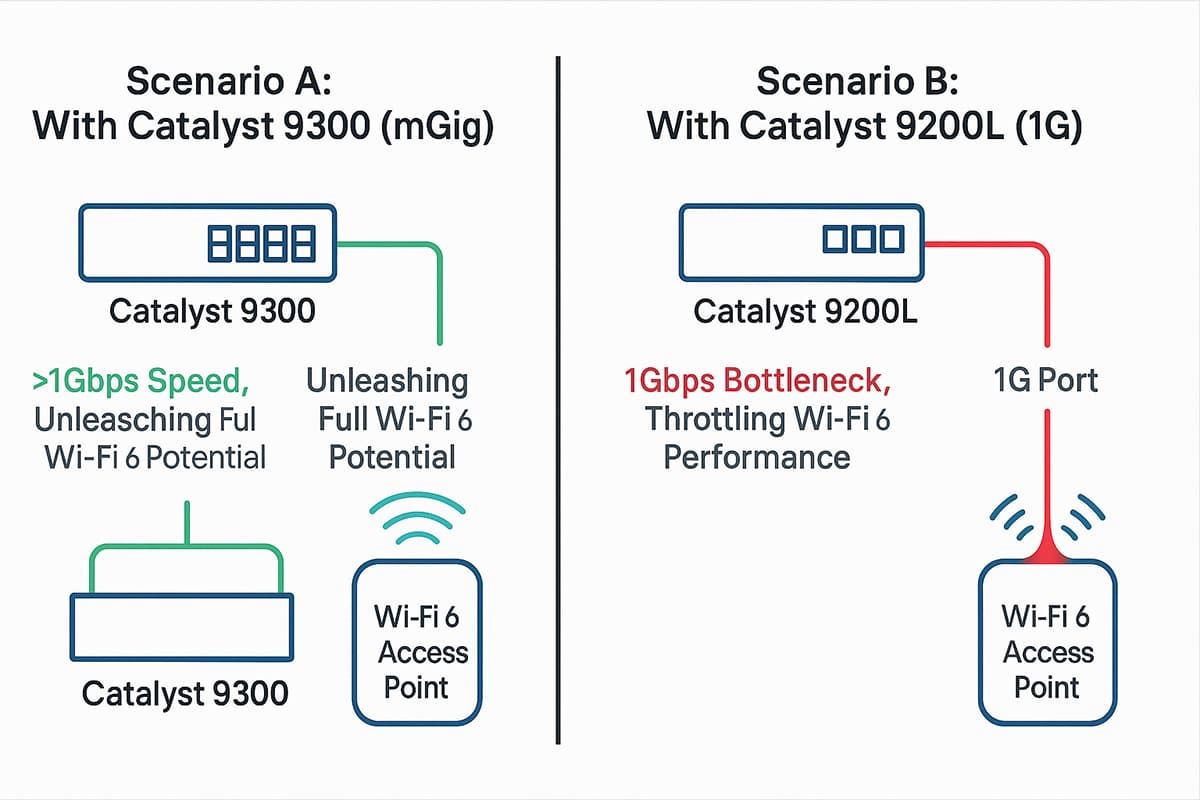 Scenario A:
With Catalyst 9300 (mGig)
Catalyst 9300
>1Gbps Speed,
Unleasching Ful
Wi-Fi 6 Potential
Unleashing
Full Wi-Fi 6
Potential
Catalyst 9300
Wi-Fi 6
Access
Point
Scenario B:
With Catalyst 9200L (1G)
Catalyst 9200L
1Gbps Bottleneck,
Throttling Wi-Fi 6
Performance
1G Port
Wi-Fi 6
Access
Point